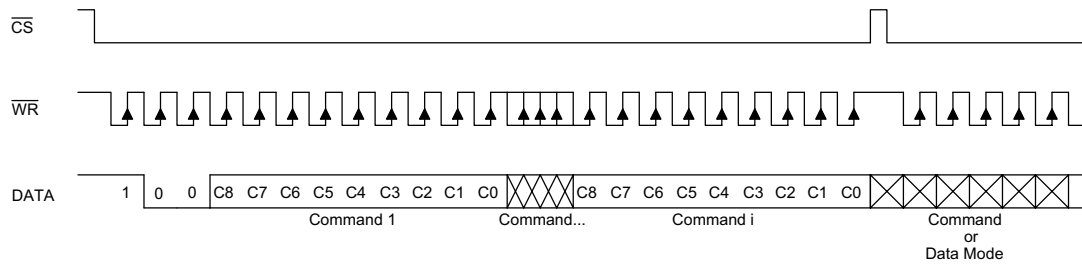 CS
WR
DATA 1 0 0 C8 C7 C6 C5 C4 C3 C2 C1 C0 C8 C7 C6 C5 C4 C3 C2 C1 C0
Command 1 Command... Command i Command
or
Data Mode